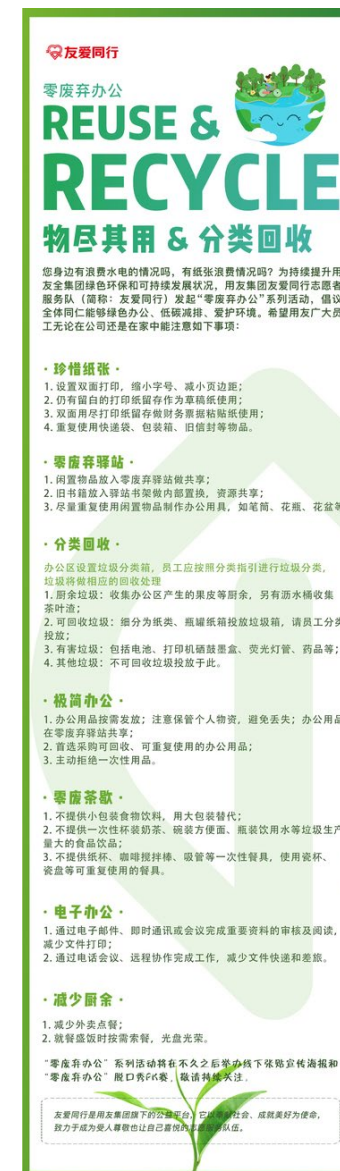 友爱同行
零废弃办公
REUSE &
RECYCLE
物尽其用 & 分类回收
您身边有浪费水电的情况吗，有纸张浪费情况吗？为持续提升用
友全集团绿色环保和可持续发展状况，用友集团友爱同行志愿者
服务队（简称：友爱同行）发起“零废弃办公”系列活动，倡议
全体同仁能够绿色办公、低碳减排、爱护环境。希望用友广大员
工无论在公司还是在家中能注意如下事项：
· 珍惜纸张 ·
1. 设置双面打印，缩小字号、减小页边距；
2. 仍有留白的打印纸留存作为草稿纸使用；
3. 双面用尽打印纸留存做财务票据粘贴纸使用；
4. 重复使用快递袋、包装箱、旧信封等物品。
· 零废弃驿站 ·
1. 闲置物品放入零废弃驿站做共享；
2. 旧书籍放入驿站书架做内部置换，资源共享；
3. 尽量重复使用闲置物品制作办公用具，如笔筒、花瓶、花盆等
· 分类回收 ·
办公区设置垃圾分类箱，员工应按照分类指引进行垃圾分类，
垃圾将做相应的回收处理
1. 厨余垃圾：收集办公区产生的果皮等厨余，另有沥水桶收集
茶叶渣；
2. 可回收垃圾：细分为纸类、瓶罐纸箱投放垃圾箱，请员工分类
投放；
3. 有害垃圾：包括电池、打印机硒鼓墨盒、荧光灯管、药品等；
4. 其他垃圾：不可回收垃圾投放于此。
· 极简办公 ·
1. 办公用品按需发放；注意保管个人物资，避免丢失；办公用品
在零废弃驿站共享；
2. 首选采购可回收、可重复使用的办公用品；
3. 主动拒绝一次性用品。
· 零废茶歇 ·
1. 不提供小包装食物饮料，用大包装替代；
2. 不提供一次性杯装奶茶、碗装方便面、瓶装饮用水等垃圾生产
量大的食品饮品；
3. 不提供纸杯、咖啡搅拌棒、吸管等一次性餐具，使用瓷杯、
瓷盘等可重复使用的餐具。
· 电子办公 ·
1. 通过电子邮件、即时通讯或会议完成重要资料的审核及阅读，
减少文件打印；
2. 通过电话会议、远程协作完成工作，减少文件快递和差旅。
· 减少厨余 ·
1. 减少外卖点餐；
2. 就餐盛饭时按需索餐，光盘光荣。
“零废弃办公”系列活动将在不久之后举办线下张贴宣传海报和
“零废弃办公”脱口秀PK赛，敬请持续关注。
友爱同行是用友集团旗下的公益平台，它以奉献社会、成就美好为使命，
致力于成为受人尊敬也让自己喜悦的志愿服务队伍。